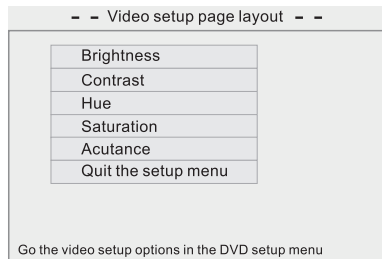 - - Video setup page layout - -
Brightness
Contrast
Hue
Saturation
Acutance
Quit the setup menu
Go the video setup options in the DVD setup menu